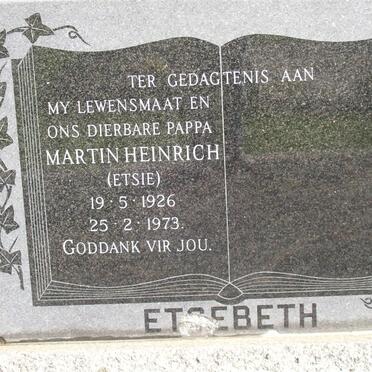 TER GEDAGTENIS AAN
MY LEWENSMAAT EN
ONS DIERBARE PAPPA
MARTIN HEINRICH
(ETSIE)
19·5·1926
25·2·1973.
GODDANK VIR JOU.
ETSEBETH